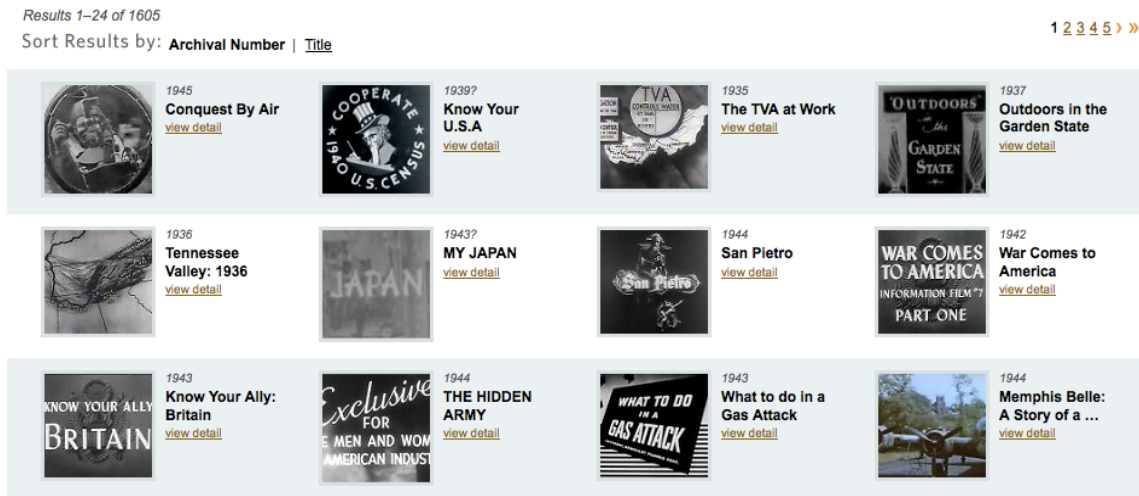 Results 1–24 of 1605
1 2 3 4 5 › »
Sort Results by: Archival Number | Title
1945
Conquest By Air
view detail
COOPERATE
1940 U.S. CENSUS
1939?
Know Your
U.S.A
view detail
TVA
CONTROLS WATER
1935
The TVA at Work
view detail
"OUTDOORS"
in the
GARDEN
STATE
1937
Outdoors in the
Garden State
view detail
1936
Tennessee
Valley: 1936
view detail
JAPAN
1943?
MY JAPAN
view detail
San Pietro
1944
San Pietro
view detail
WAR COMES
TO AMERICA
INFORMATION FILM #7
PART ONE
1942
War Comes to
America
view detail
KNOW YOUR ALLY
BRITAIN
1943
Know Your Ally:
Britain
view detail
Exclusive
FOR
E MEN AND WOM
AMERICAN INDUST
1944
THE HIDDEN
ARMY
view detail
WHAT TO DO
IN A
GAS ATTACK
1943
What to do in a
Gas Attack
view detail
1944
Memphis Belle:
A Story of a ...
view detail